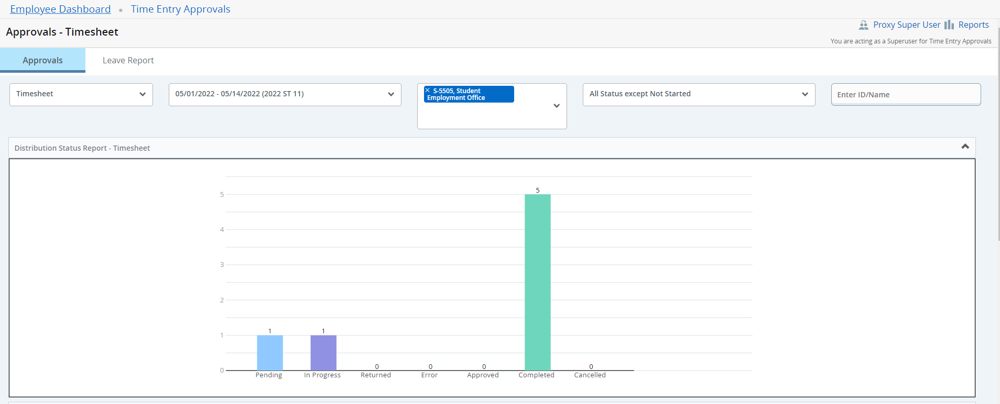 Employee Dashboard • Time Entry Approvals
Approvals - Timesheet
Proxy Super User Reports
You are acting as a Superuser for Time Entry Approvals
Approvals Leave Report
Timesheet
05/01/2022 - 05/14/2022 (2022 ST 11)
× S-5505, Student
Employment Office
All Status except Not Started
Enter ID/Name
Distribution Status Report - Timesheet
5
5
4
3
2
1
1
1
0
0
0
0
0
Pending In Progress Returned Error Approved Completed Cancelled